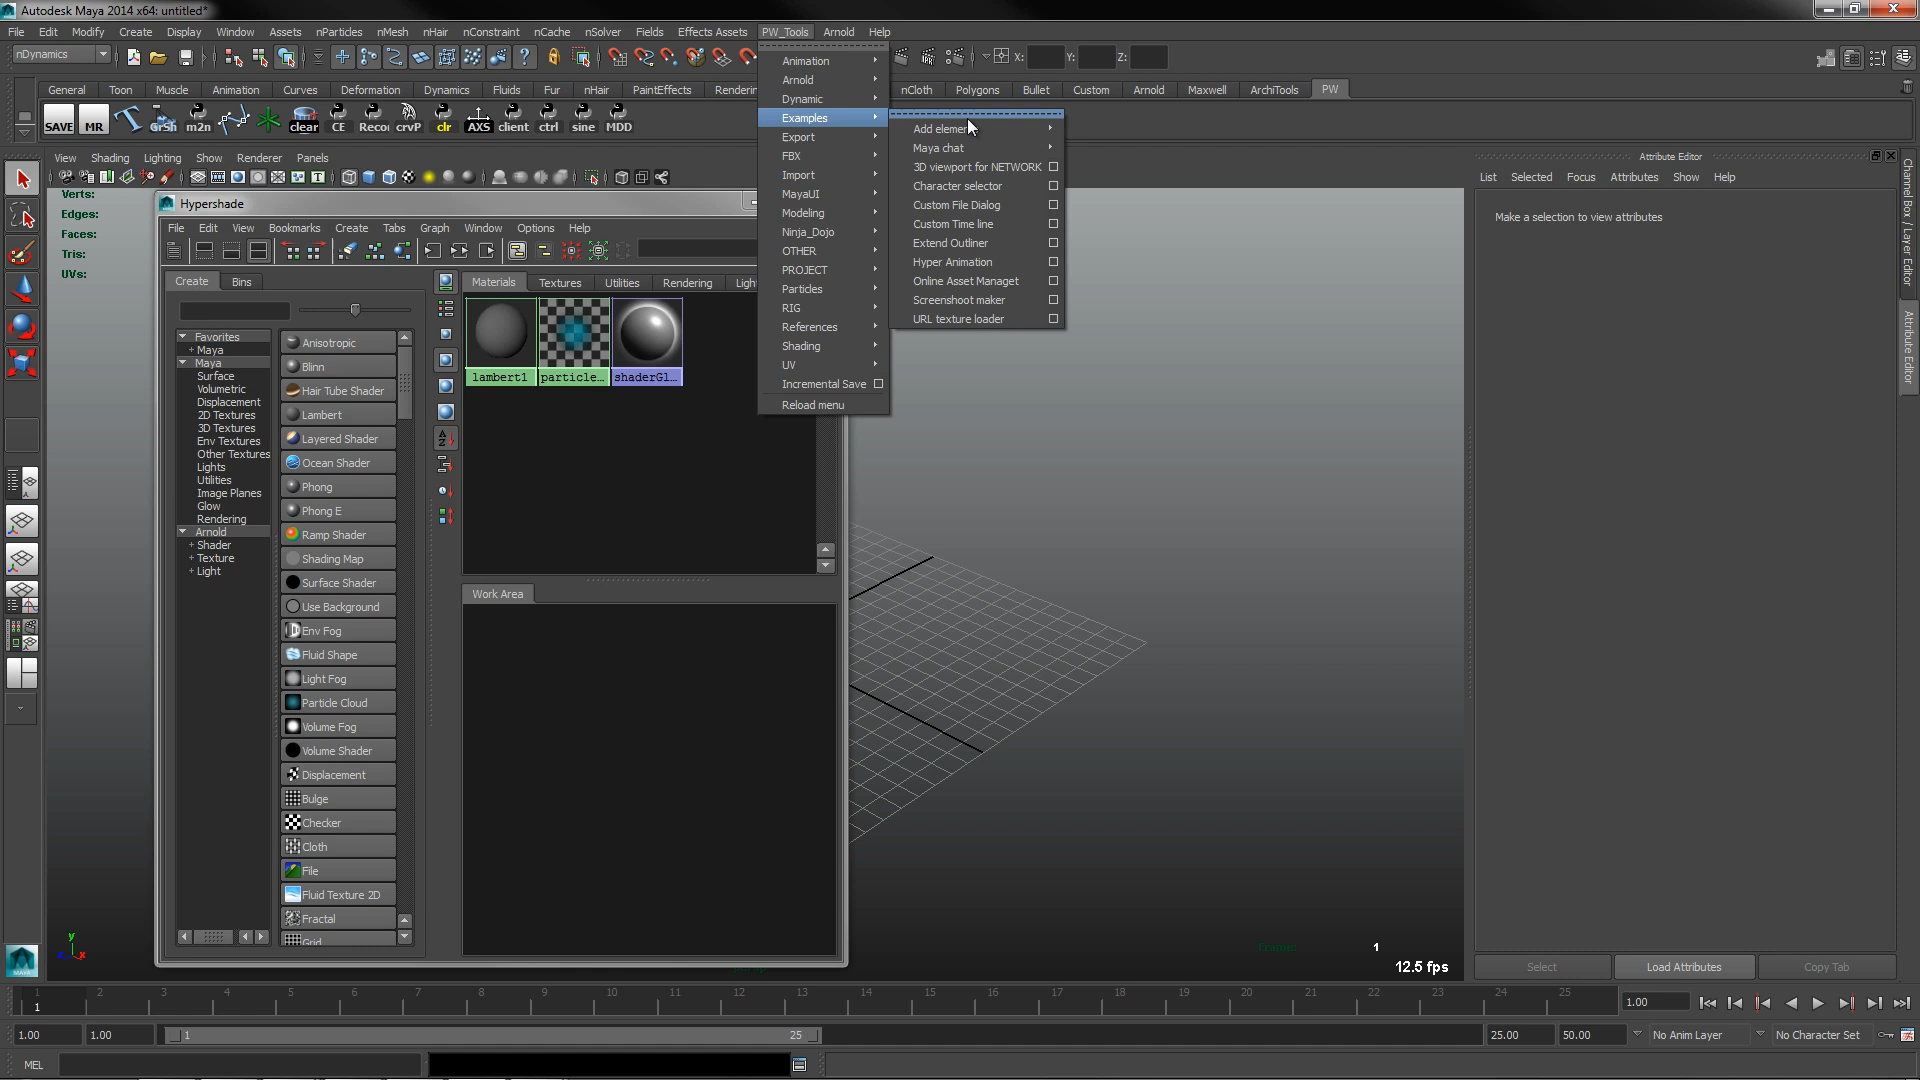 Autodesk Maya 2014 x64: untitled*
File Edit Modify Create Display Window Assets nParticles nMesh nHair nConstraint nCache nSolver Fields Effects Assets PW_Tools Arnold Help
nDynamics
X: Y: Z:
General Toon Muscle Animation Curves Deformation Dynamics Fluids Fur nHair PaintEffects Renderin
nCloth Polygons Bullet Custom Arnold Maxwell ArchiTools PW
SAVE MR GrSh m2n clear CE Reco crvP clr AXS client ctrl sine MDD
View Shading Lighting Show Renderer Panels
Verts:
Edges:
Faces:
Tris:
UVs:
Hypershade
File Edit View Bookmarks Create Tabs Graph Window Options Help
Create Bins
Favorites
+ Maya
Maya
Surface
Volumetric
Displacement
2D Textures
3D Textures
Env Textures
Other Textures
Lights
Utilities
Image Planes
Glow
Rendering
Arnold
+ Shader
+ Texture
+ Light
Anisotropic
Blinn
Hair Tube Shader
Lambert
Layered Shader
Ocean Shader
Phong
Phong E
Ramp Shader
Shading Map
Surface Shader
Use Background
Env Fog
Fluid Shape
Light Fog
Particle Cloud
Volume Fog
Volume Shader
Displacement
Bulge
Checker
Cloth
File
Fluid Texture 2D
Fractal
Grid
Materials Textures Utilities Rendering Ligh
lambert1 particle... shaderGl...
Work Area
Animation
Arnold
Dynamic
Examples
Export
FBX
Import
MayaUI
Modeling
Ninja_Dojo
OTHER
PROJECT
Particles
RIG
References
Shading
UV
Incremental Save
Reload menu
Add elemen
Maya chat
3D viewport for NETWORK
Character selector
Custom File Dialog
Custom Time line
Extend Outliner
Hyper Animation
Online Asset Managet
Screenshoot maker
URL texture loader
Attribute Editor
List Selected Focus Attributes Show Help
Make a selection to view attributes
Channel Box / Layer Editor
Attribute Editor
Select Load Attributes Copy Tab
y
z x
persp
Frame: 1
12.5 fps
1 2 3 4 5 6 7 8 9 10 11 12 13 14 15 16 17 18 19 20 21 22 23 24 25
1
1.00
1.00 1.00 1 25 25.00 50.00 No Anim Layer No Character Set
MEL